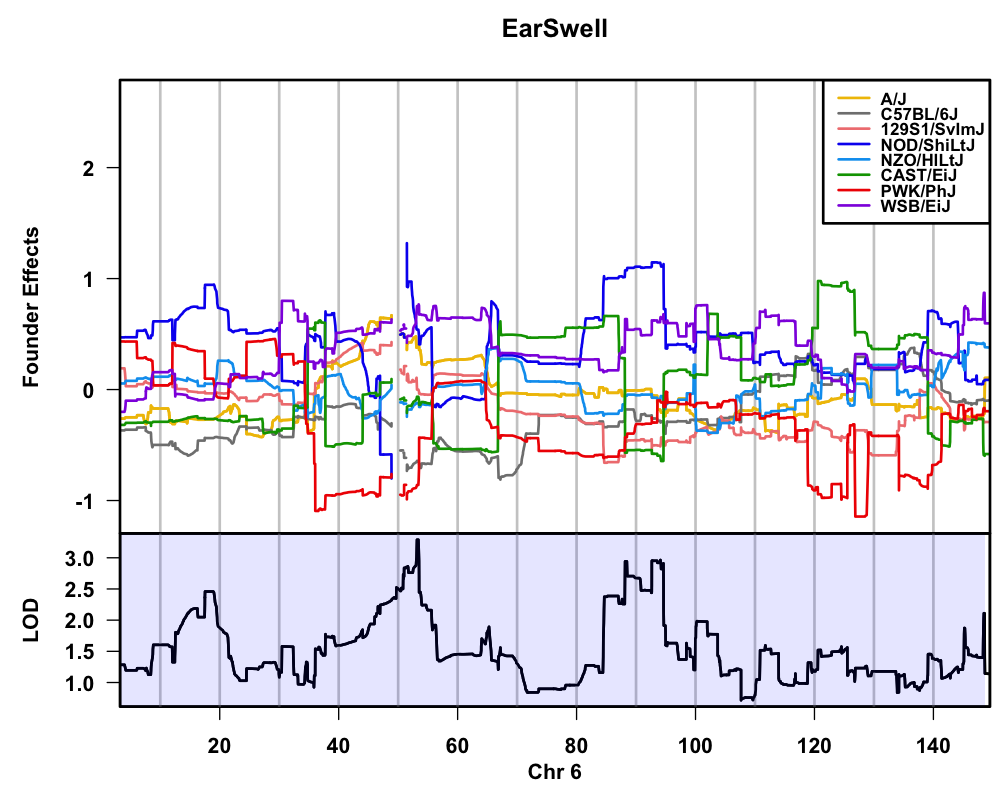 EarSwell
A/J
C57BL/6J
129S1/SvImJ
NOD/ShiLtJ
NZO/HlLtJ
CAST/EiJ
PWK/PhJ
WSB/EiJ
Founder Effects
2
1
0
-1
LOD
3.0
2.5
2.0
1.5
1.0
20 40 60 80 100 120 140
Chr 6